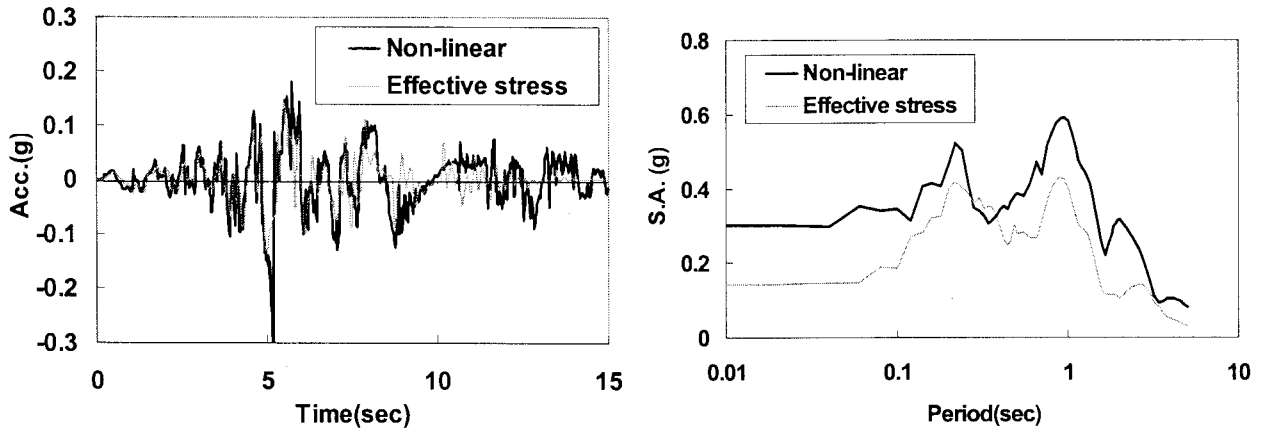 0.3
0.2
0.1
0
-0.1
-0.2
-0.3
Acc.(g)
Non-linear
Effective stress
0
5
10
15
Time(sec)
0.8
0.6
0.4
0.2
0
S.A. (g)
Non-linear
Effective stress
0.01
0.1
1
10
Period(sec)